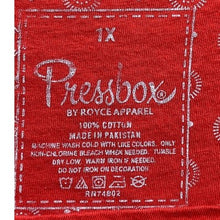 1X
Pressbox
BY ROYCE APPAREL
100% COTTON
MADE IN PAKISTAN
MACHINE WASH COLD WITH LIKE COLORS. ONLY
NON-CHLORINE BLEACH WHEN NEEDED. TUMBLE
DRY LOW. WARM IRON IF NEEDED.
DO NOT IRON ON DECORATION
RN74802